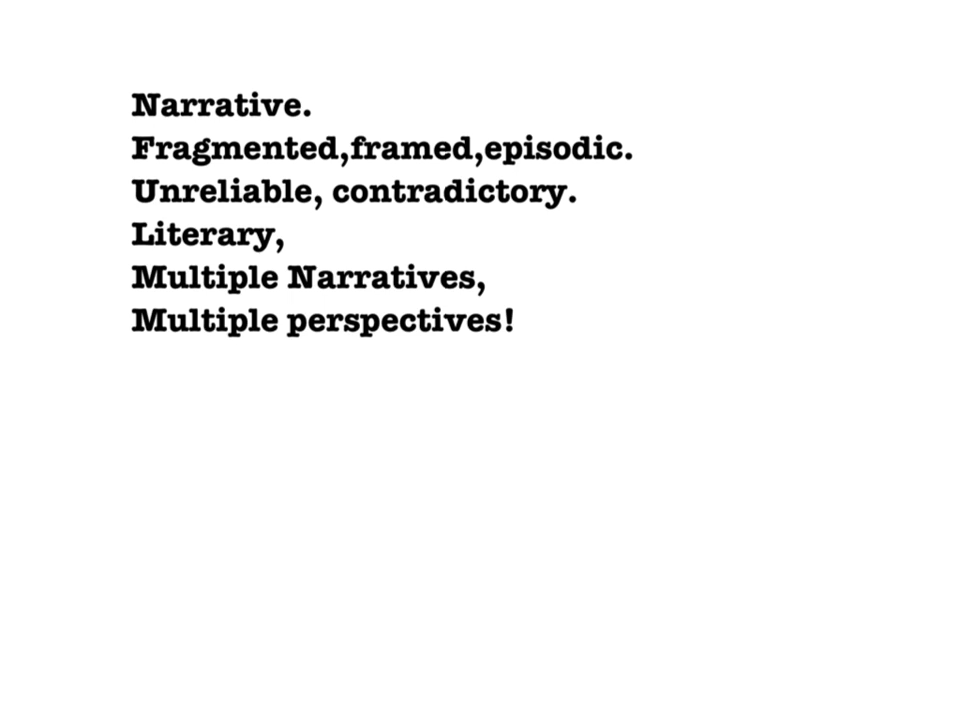 Narrative.
Fragmented,framed,episodic.
Unreliable, contradictory.
Literary,
Multiple Narratives,
Multiple perspectives!